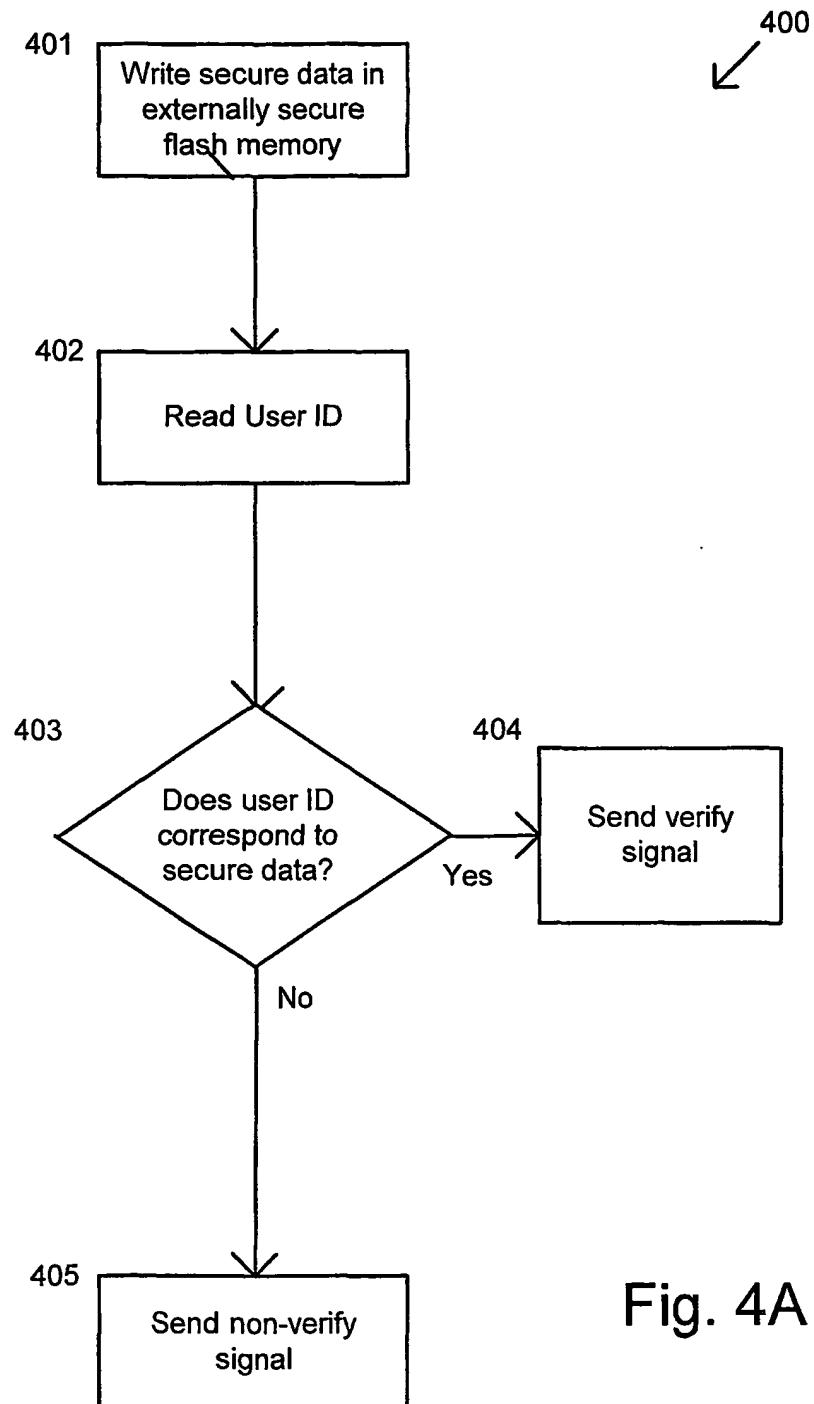 400
401
Write secure data in
externally secure
flash memory
402
Read User ID
403
Does user ID
correspond to
secure data?
Yes
404
Send verify
signal
No
405
Send non-verify
signal
Fig. 4A